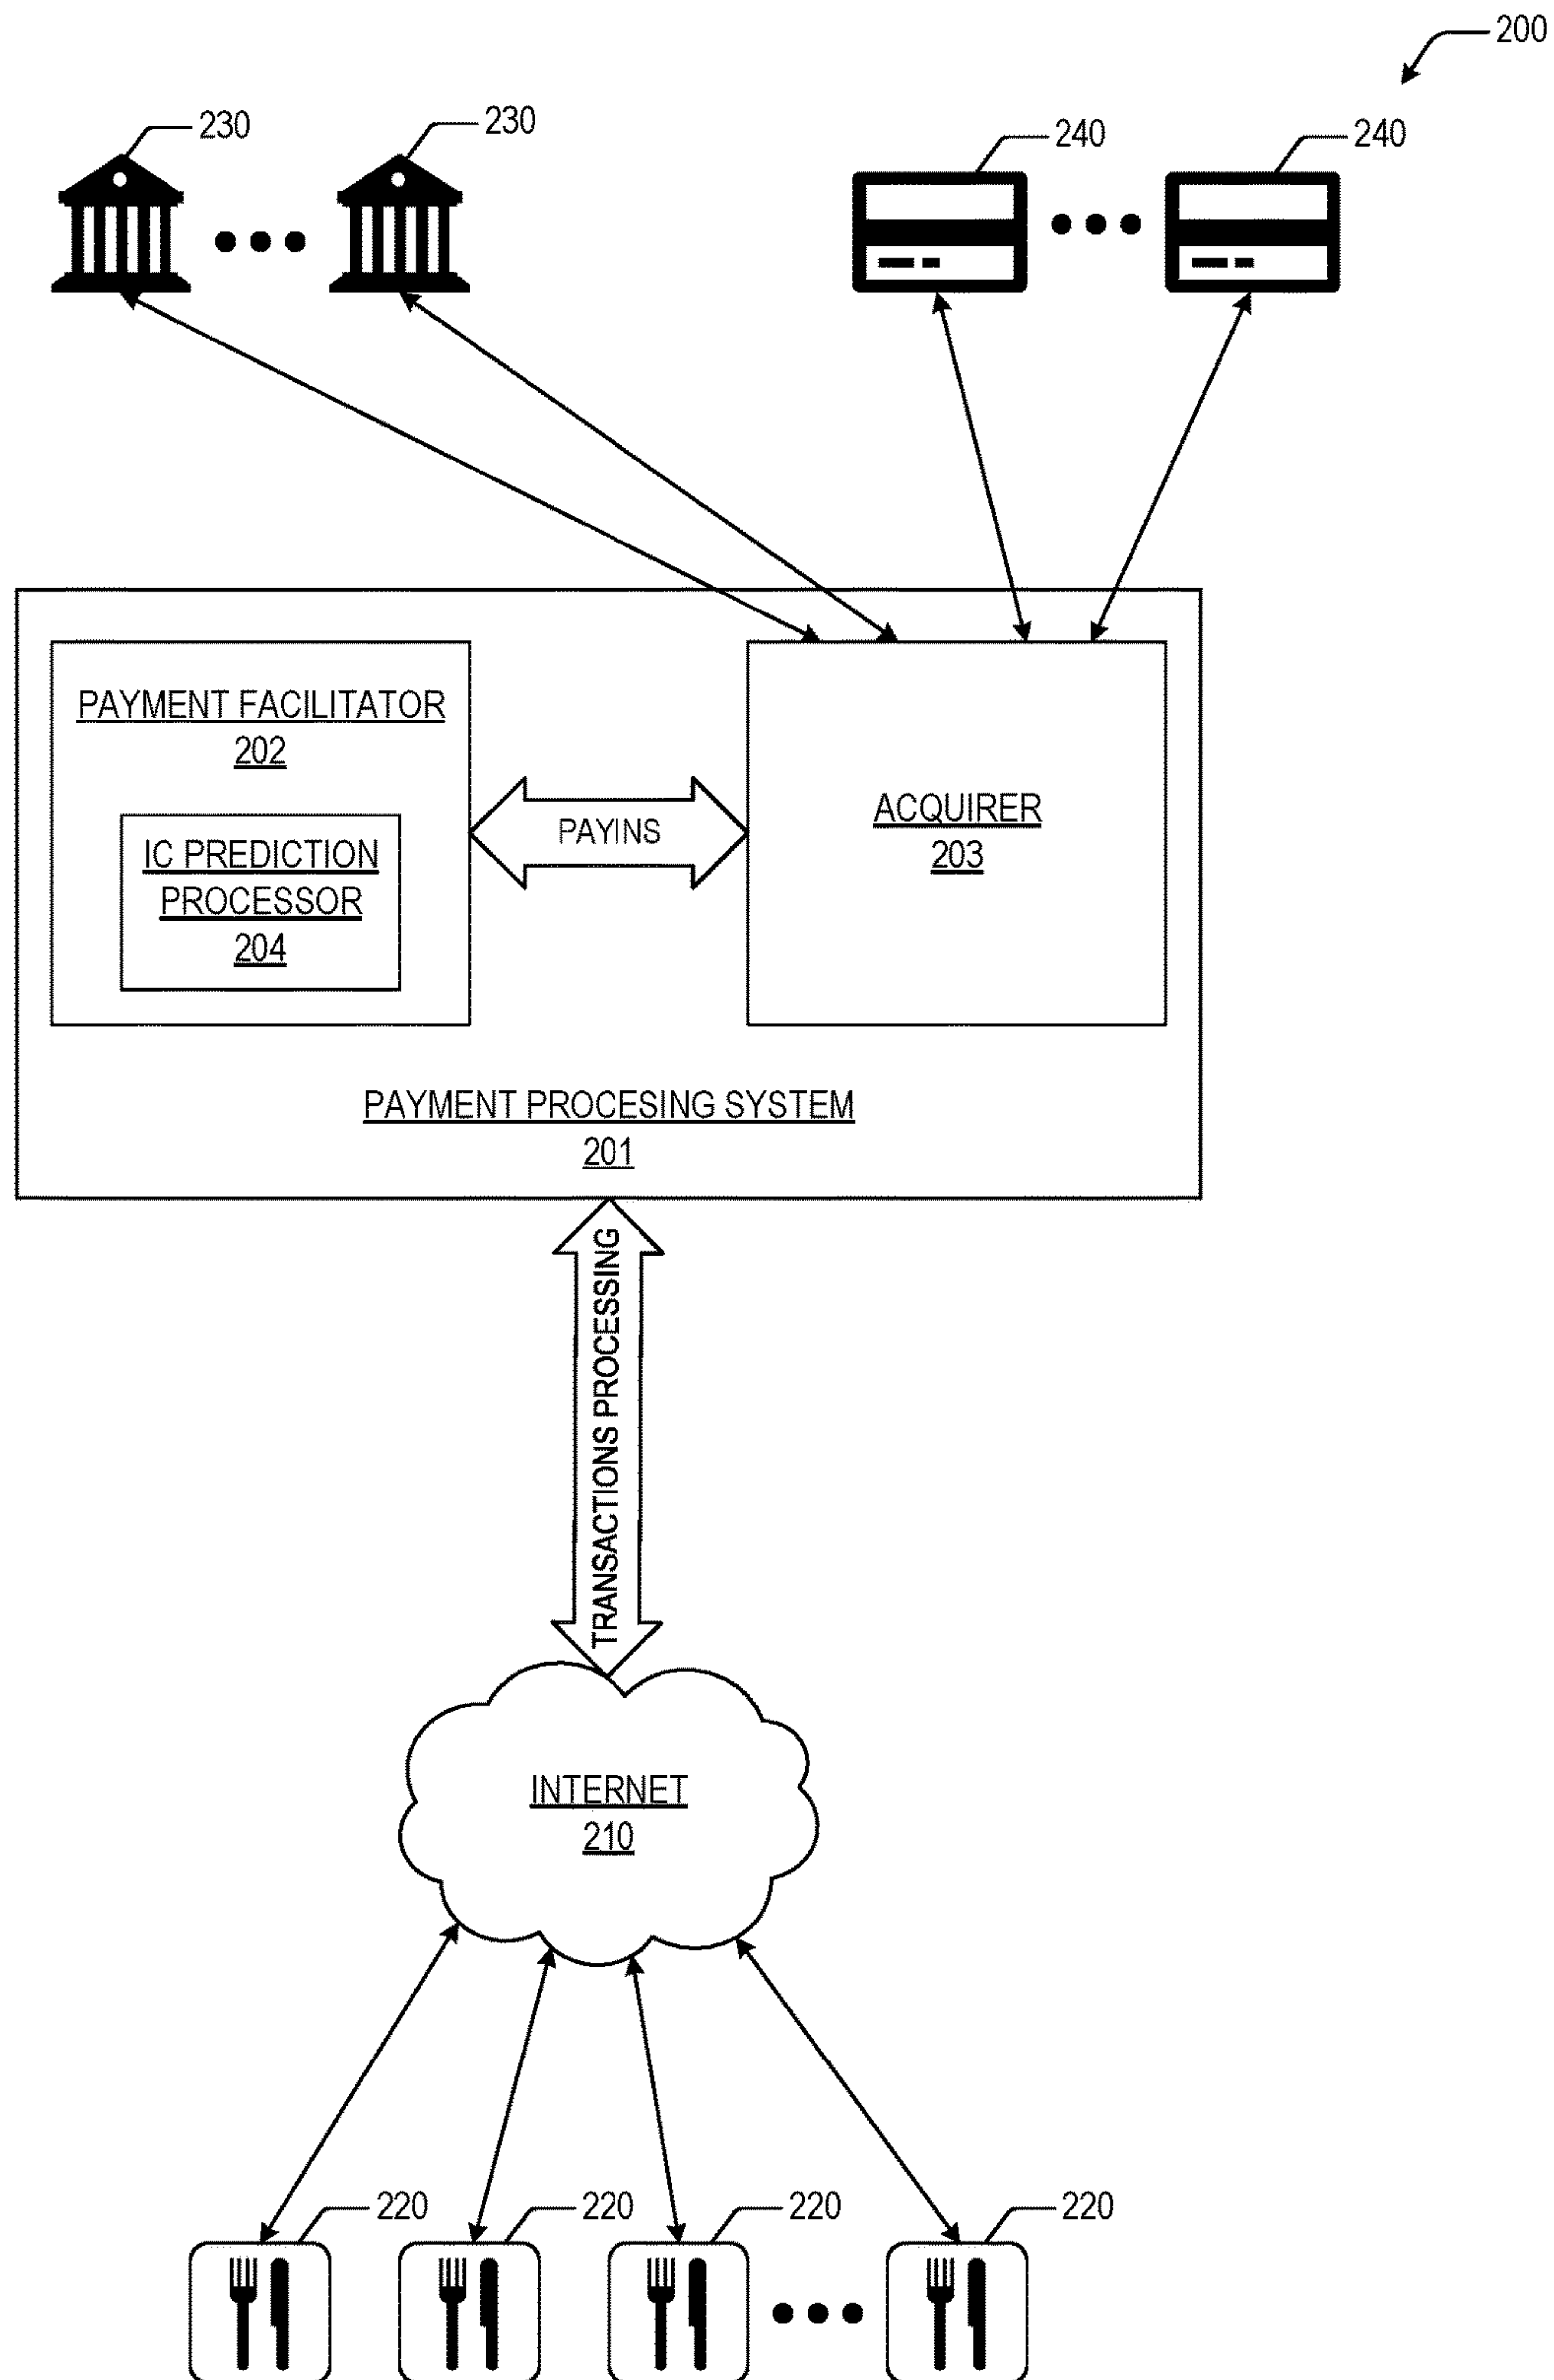 200
230
230
240
240
PAYMENT FACILITATOR
202
IC PREDICTION
PROCESSOR
204
PAYINS
ACQUIRER
203
PAYMENT PROCESING SYSTEM
201
TRANSACTIONS PROCESSING
INTERNET
210
220
220
220
220